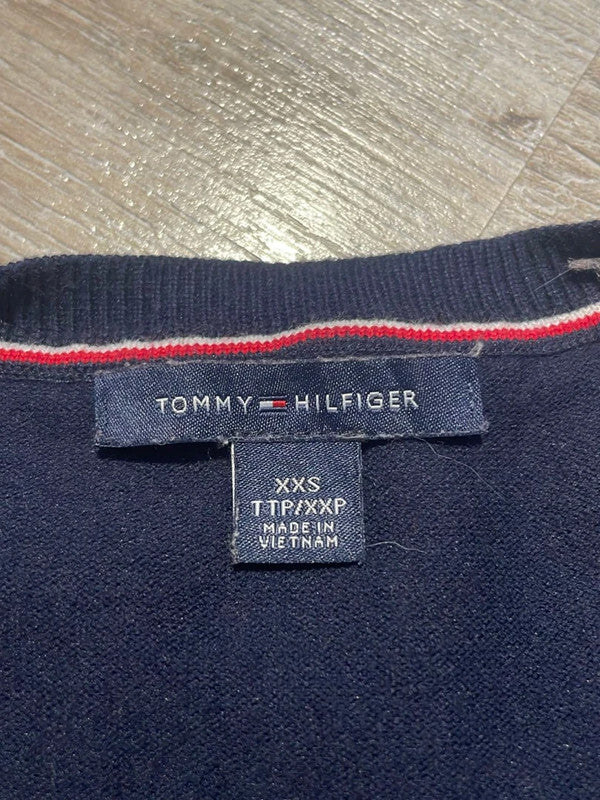 TOMMY HILFIGER
XXS
TTP/XXP
MADE IN
VIETNAM